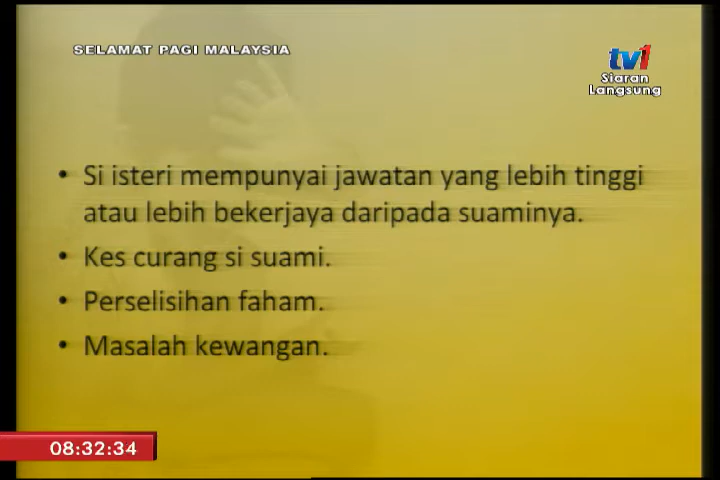 SELAMAT PAGI MALAYSIA
tv1
Siaran
Langsung
• Si isteri mempunyai jawatan yang lebih tinggi
atau lebih bekerjaya daripada suaminya.
• Kes curang si suami.
• Perselisihan faham.
• Masalah kewangan.
08:32:34